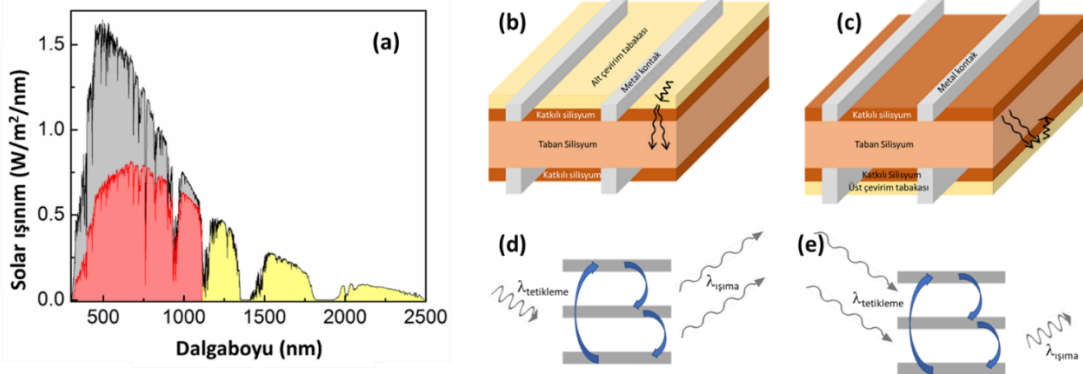 (a)
Solar ışınım (W/m²/nm)
1.5
1.0
0.5
0.0
500
1000
1500
2000
2500
Dalgaboyu (nm)
(b)
Alt çevirim tabakası
Metal kontak
Katkılı silisyum
Taban Silisyum
Katkılı silisyum
(c)
Metal kontak
Katkılı silisyum
Taban Silisyum
Katkılı Silisyum
Üst çevirim tabakası
(d)
λtetikleme
λışıma
(e)
λtetikleme
λışıma